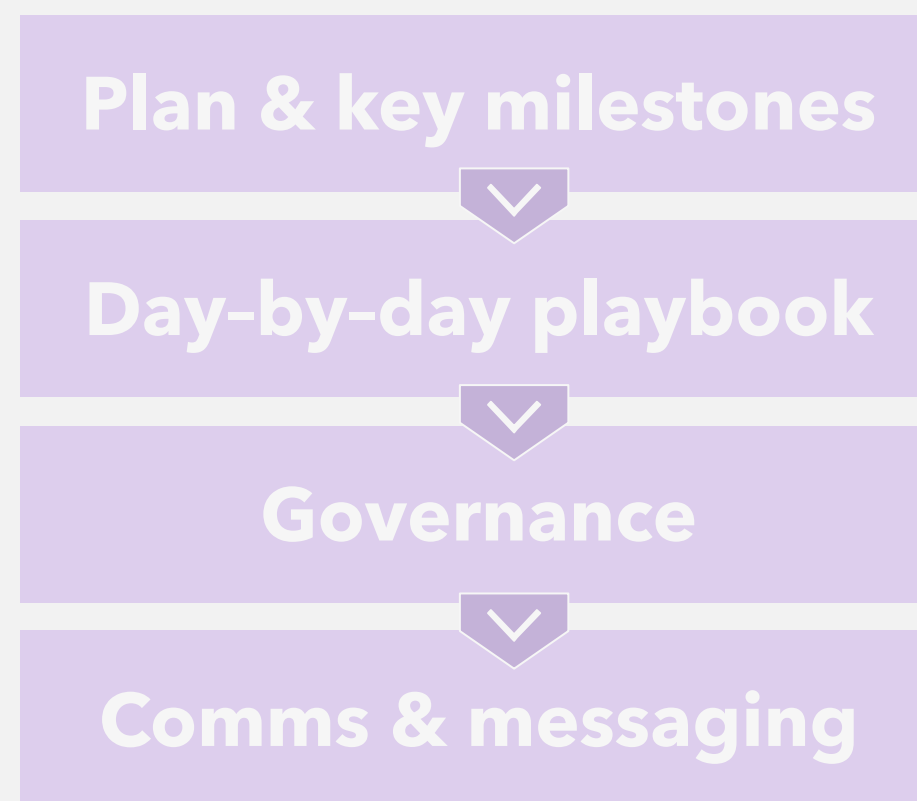 Plan & key milestones
Day-by-day playbook
Governance
Comms & messaging